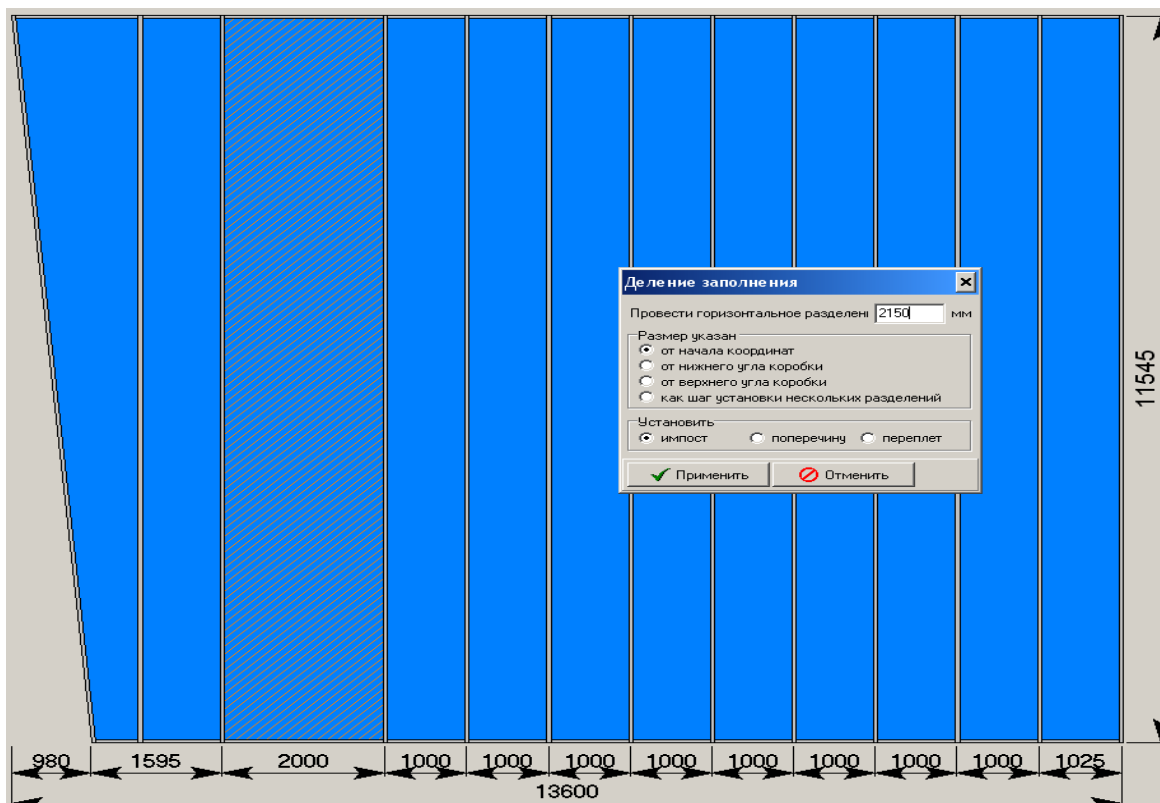 Деление заполнения
Провести горизонтальное разделени 2150 мм
Размер указан
от начала координат
от нижнего угла коробки
от верхнего угла коробки
как шаг установки нескольких разделений
Установить
импост поперечину переплет
Применить Отменить
11545
980 1595 2000 1000 1000 1000 1000 1000 1000 1000 1000 1025
13600